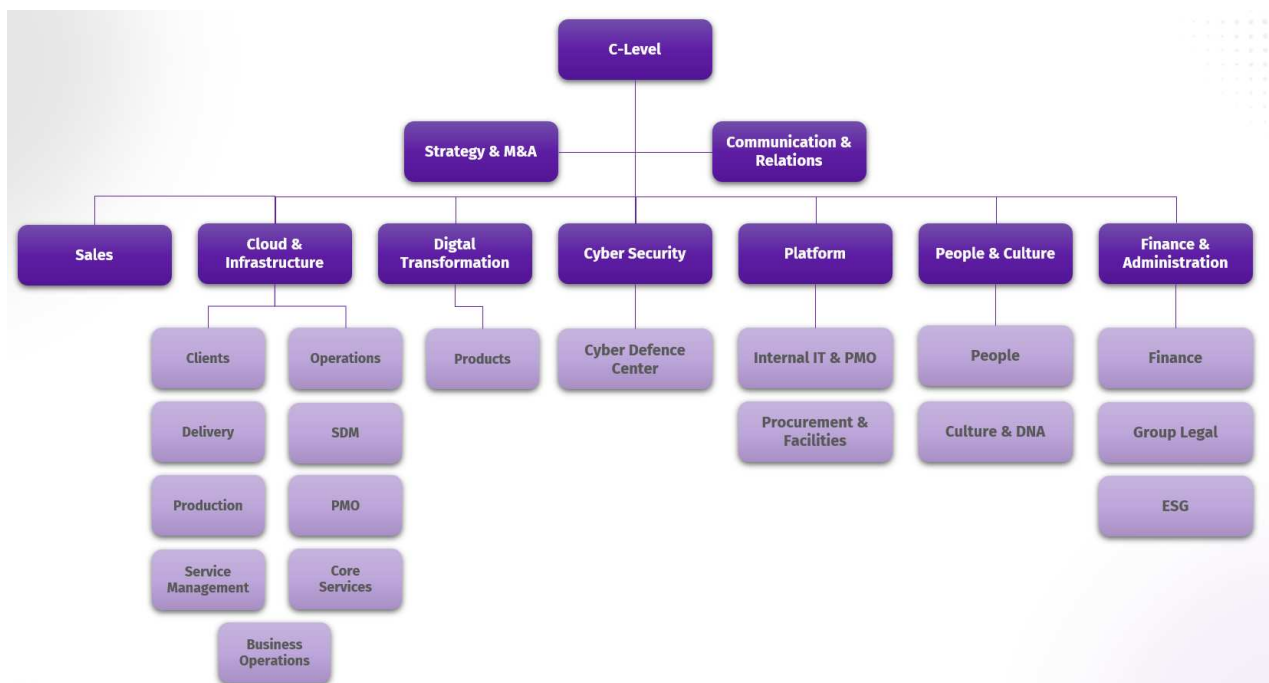 C-Level
Strategy & M&A
Communication &
Relations
Sales
Cloud &
Infrastructure
Digtal
Transformation
Cyber Security
Platform
People & Culture
Finance &
Administration
Clients
Operations
Products
Cyber Defence
Center
Internal IT & PMO
People
Finance
Delivery
SDM
Procurement &
Facilities
Culture & DNA
Group Legal
Production
PMO
ESG
Service
Management
Core
Services
Business
Operations